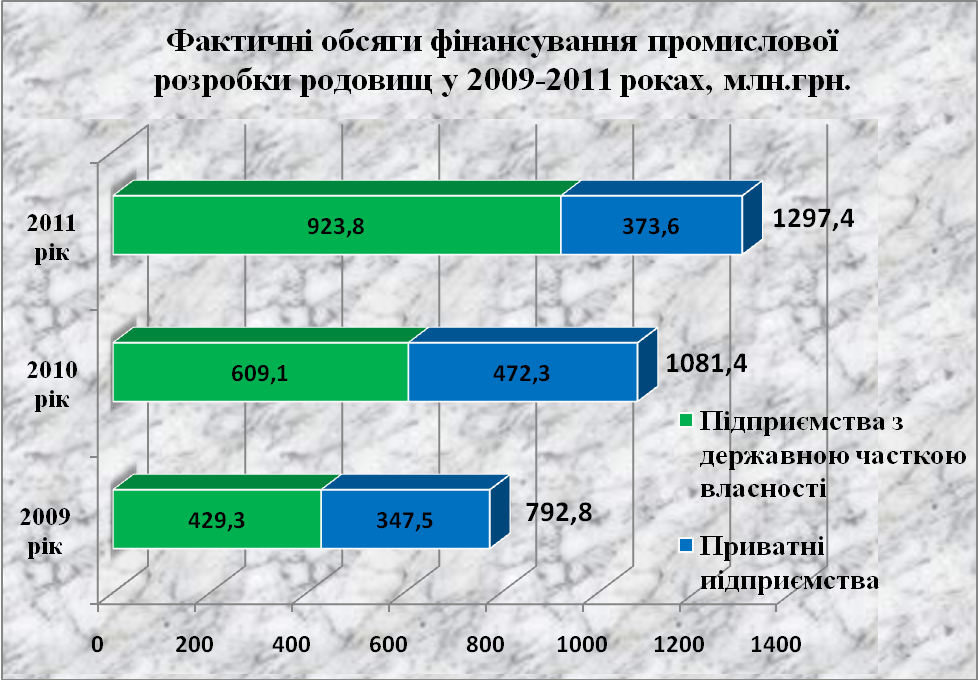 Фактичні обсяги фінансування промислової
розробки родовищ у 2009-2011 роках, млн.грн.
2011
рік
923,8
373,6
1297,4
2010
рік
609,1
472,3
1081,4
2009
рік
429,3
347,5
792,8
Підприємства з
державною часткою
власності
Приватні
підприємства
0 200 400 600 800 1000 1200 1400